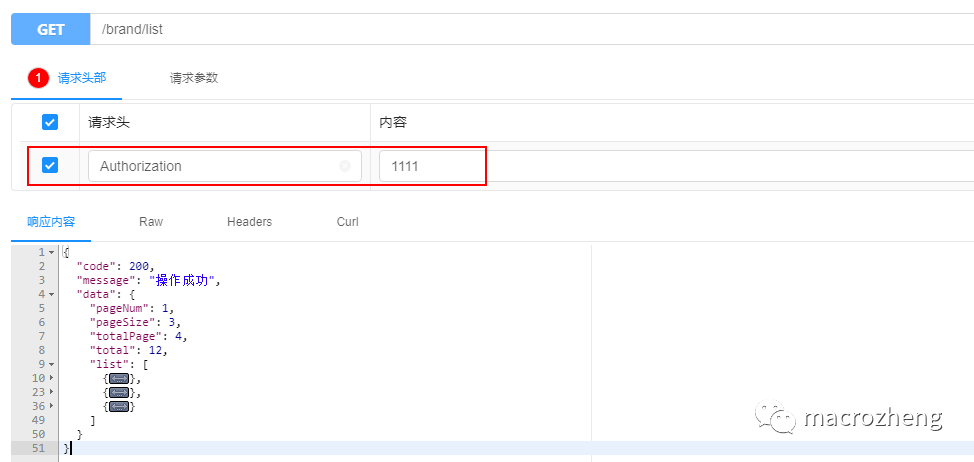 GET /brand/list
1 请求头部 请求参数
请求头 内容
Authorization 1111
响应内容 Raw Headers Curl
1 {
2 "code": 200,
3 "message": "操作成功",
4 "data": {
5 "pageNum": 1,
6 "pageSize": 3,
7 "totalPage": 4,
8 "total": 12,
9 "list": [
10 {↔},
23 {↔},
36 {↔}
49 ]
50 }
51 }
macrozheng